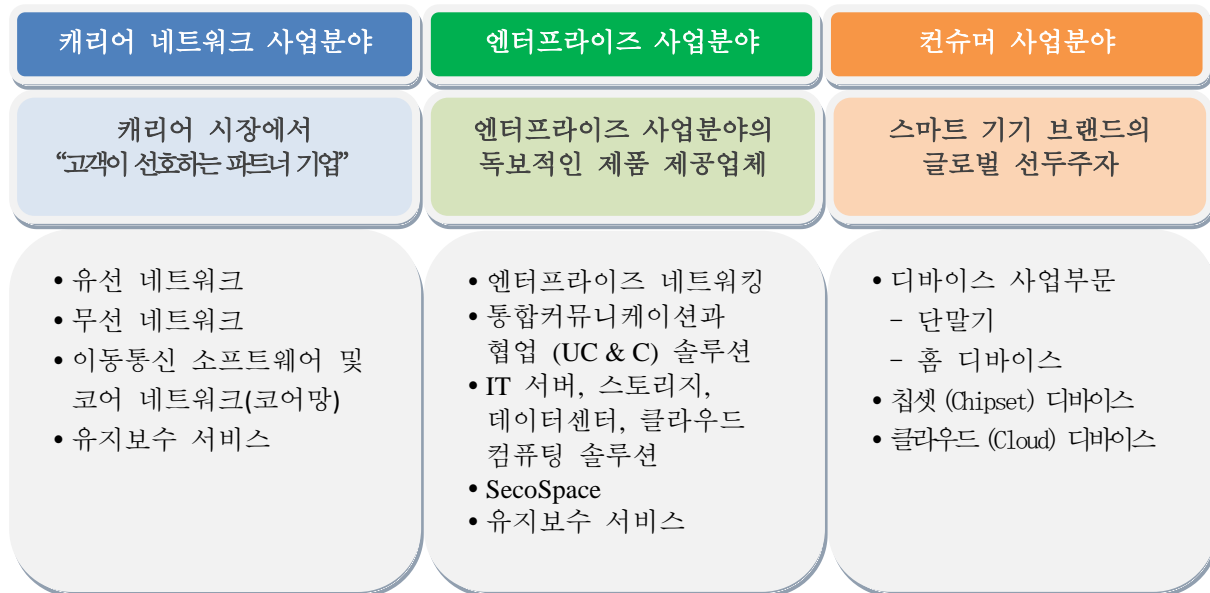 캐리어 네트워크 사업분야
캐리어 시장에서
“고객이 선호하는 파트너 기업”
• 유선 네트워크
• 무선 네트워크
• 이동통신 소프트웨어 및
코어 네트워크(코어망)
• 유지보수 서비스
엔터프라이즈 사업분야
엔터프라이즈 사업분야의
독보적인 제품 제공업체
• 엔터프라이즈 네트워킹
• 통합커뮤니케이션과
협업 (UC & C) 솔루션
• IT 서버, 스토리지,
데이터센터, 클라우드
컴퓨팅 솔루션
• SecoSpace
• 유지보수 서비스
컨슈머 사업분야
스마트 기기 브랜드의
글로벌 선두주자
• 디바이스 사업부문
- 단말기
- 홈 디바이스
• 칩셋 (Chipset) 디바이스
• 클라우드 (Cloud) 디바이스